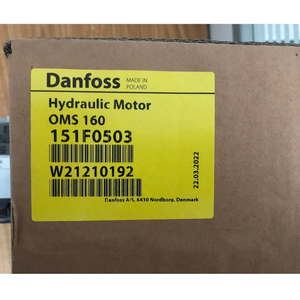 Danfoss MADE IN POLAND
Hydraulic Motor
OMS 160
151F0503
W21210192
22.03.2022
Danfoss A/S, 6430 Nordborg, Denmark